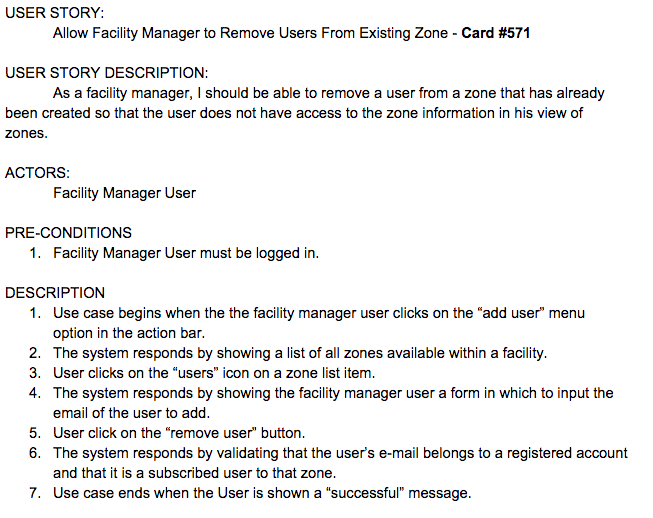 USER STORY:
Allow Facility Manager to Remove Users From Existing Zone - Card #571
USER STORY DESCRIPTION:
As a facility manager, I should be able to remove a user from a zone that has already
been created so that the user does not have access to the zone information in his view of
zones.
ACTORS:
Facility Manager User
PRE-CONDITIONS
1. Facility Manager User must be logged in.
DESCRIPTION
1. Use case begins when the the facility manager user clicks on the “add user” menu
option in the action bar.
2. The system responds by showing a list of all zones available within a facility.
3. User clicks on the “users” icon on a zone list item.
4. The system responds by showing the facility manager user a form in which to input the
email of the user to add.
5. User click on the “remove user” button.
6. The system responds by validating that the user’s e-mail belongs to a registered account
and that it is a subscribed user to that zone.
7. Use case ends when the User is shown a “successful” message.